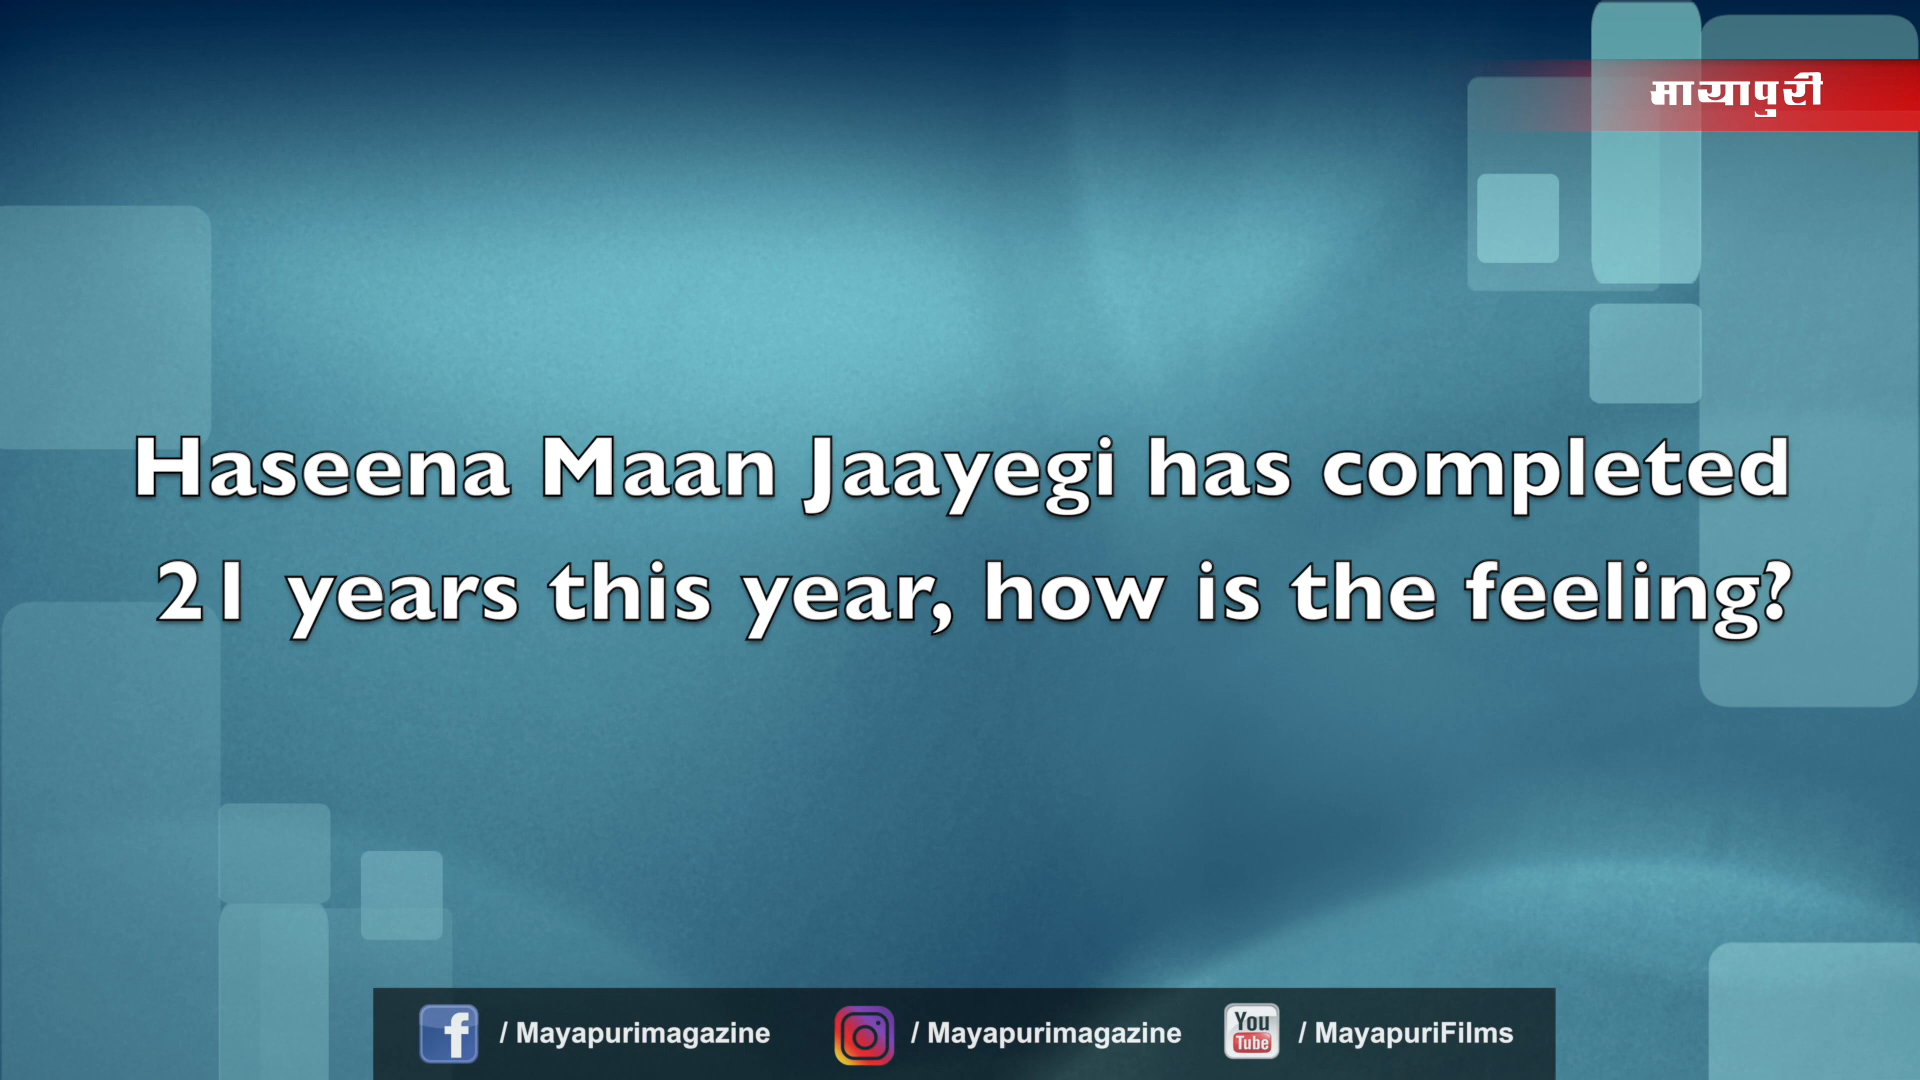 मायापुरी
Haseena Maan Jaayegi has completed
21 years this year, how is the feeling?
/ Mayapurimagazine
/ Mayapurimagazine
You
Tube
/ MayapuriFilms